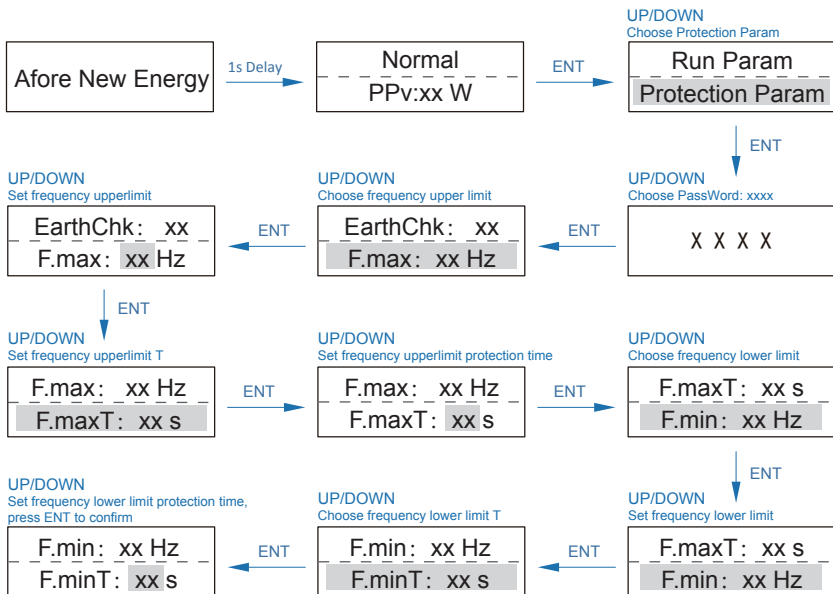 UP/DOWN
Choose Protection Param
Afore New Energy
1s Delay
Normal
PPv:xx W
ENT
Run Param
Protection Param
ENT
UP/DOWN
Choose PassWord: xxxx
X X X X
ENT
UP/DOWN
Choose frequency upper limit
EarthChk: xx
F.max: xx Hz
ENT
UP/DOWN
Set frequency upperlimit
EarthChk: xx
F.max: xx Hz
ENT
UP/DOWN
Set frequency upperlimit T
F.max: xx Hz
F.maxT: xx s
ENT
UP/DOWN
Set frequency upperlimit protection time
F.max: xx Hz
F.maxT: xx s
ENT
UP/DOWN
Choose frequency lower limit
F.maxT: xx s
F.min: xx Hz
ENT
UP/DOWN
Set frequency lower limit
F.maxT: xx s
F.min: xx Hz
ENT
UP/DOWN
Choose frequency lower limit T
F.min: xx Hz
F.minT: xx s
ENT
UP/DOWN
Set frequency lower limit protection time,
press ENT to confirm
F.min: xx Hz
F.minT: xx s